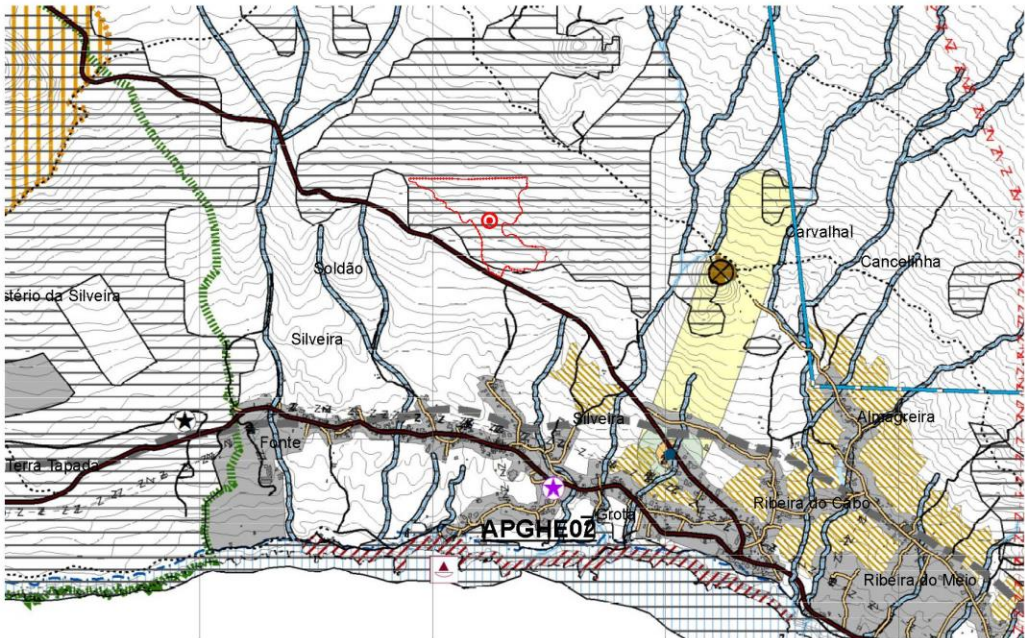 Carvalhal
Cancelinha
Soldão
stério da Silveira
Silveira
Silveira
Almagreira
Fonte
Terra Tapada
Ribeira do Cabo
Grota
APGHE02
Ribeira do Meio